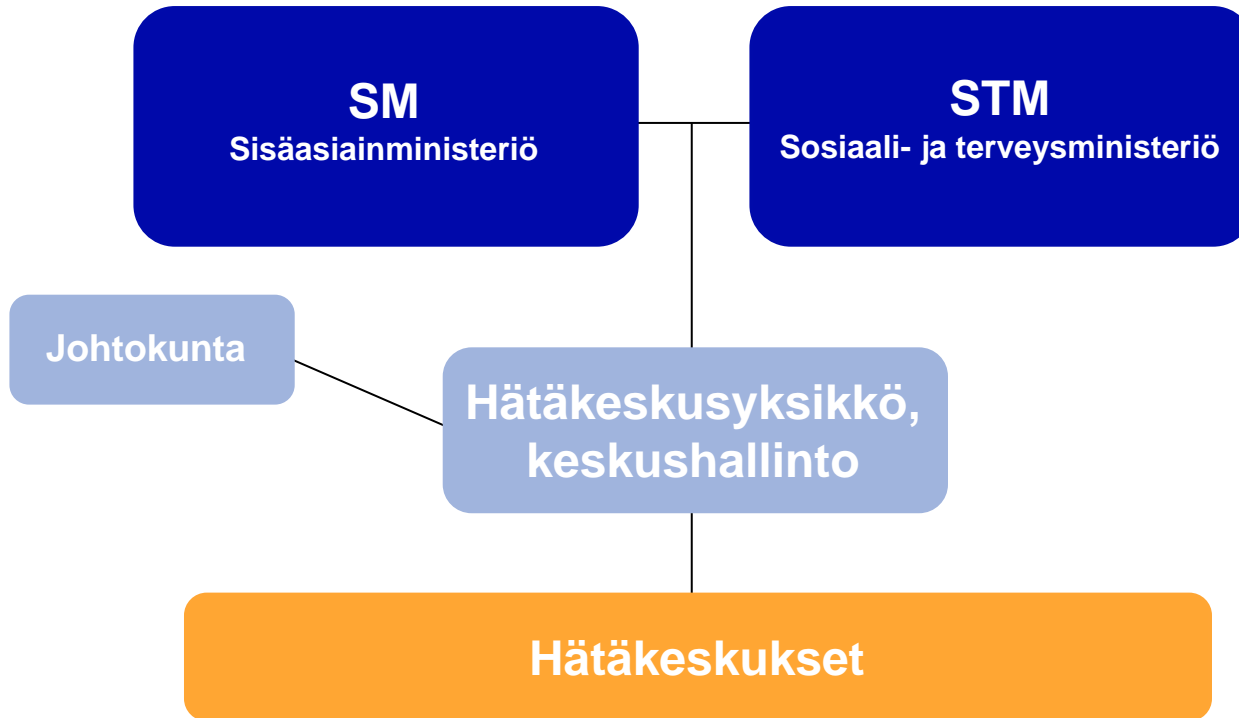 SM
Sisäasiainministeriö
STM
Sosiaali- ja terveysministeriö
Johtokunta
Hätäkeskusyksikkö,
keskushallinto
Hätäkeskukset